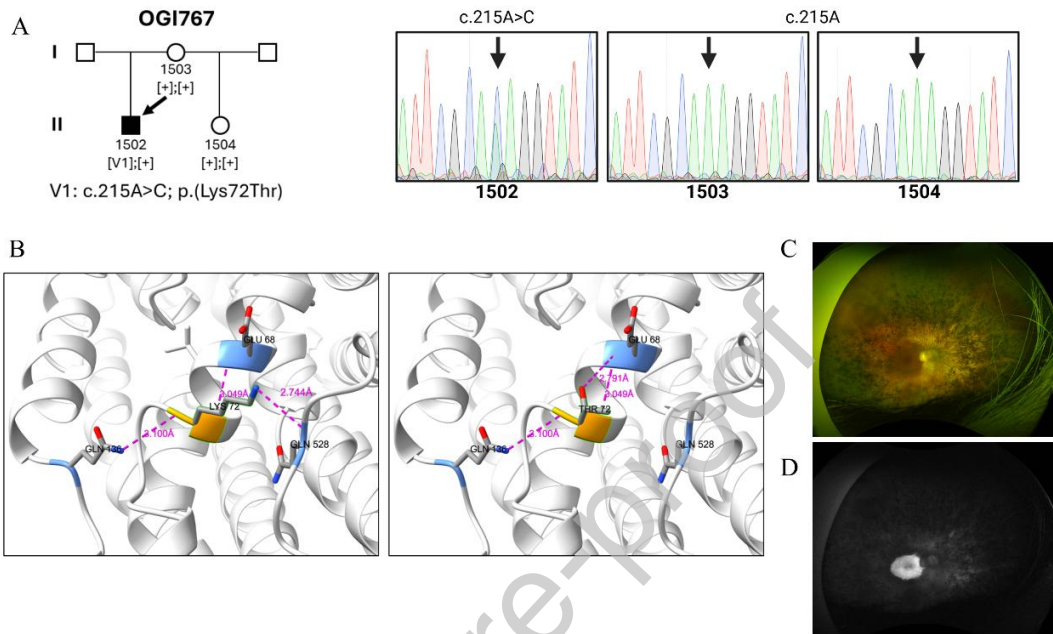 A
OGI767
I
1503
[+];[+]
II
1502
1504
[V1];[+]
[+];[+]
V1: c.215A>C; p.(Lys72Thr)
c.215A>C
c.215A
1502
1503
1504
B
GLU 68
3.049Å
2.744Å
LYS 72
3.100Å
GLN 136
GLN 528
GLU 68
2.791Å
3.049Å
THR 72
3.100Å
GLN 136
GLN 528
C
D
re-proof